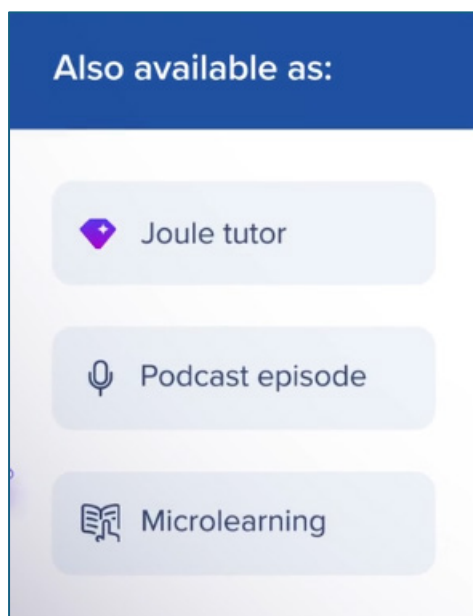 Also available as:
Joule tutor
Podcast episode
Microlearning